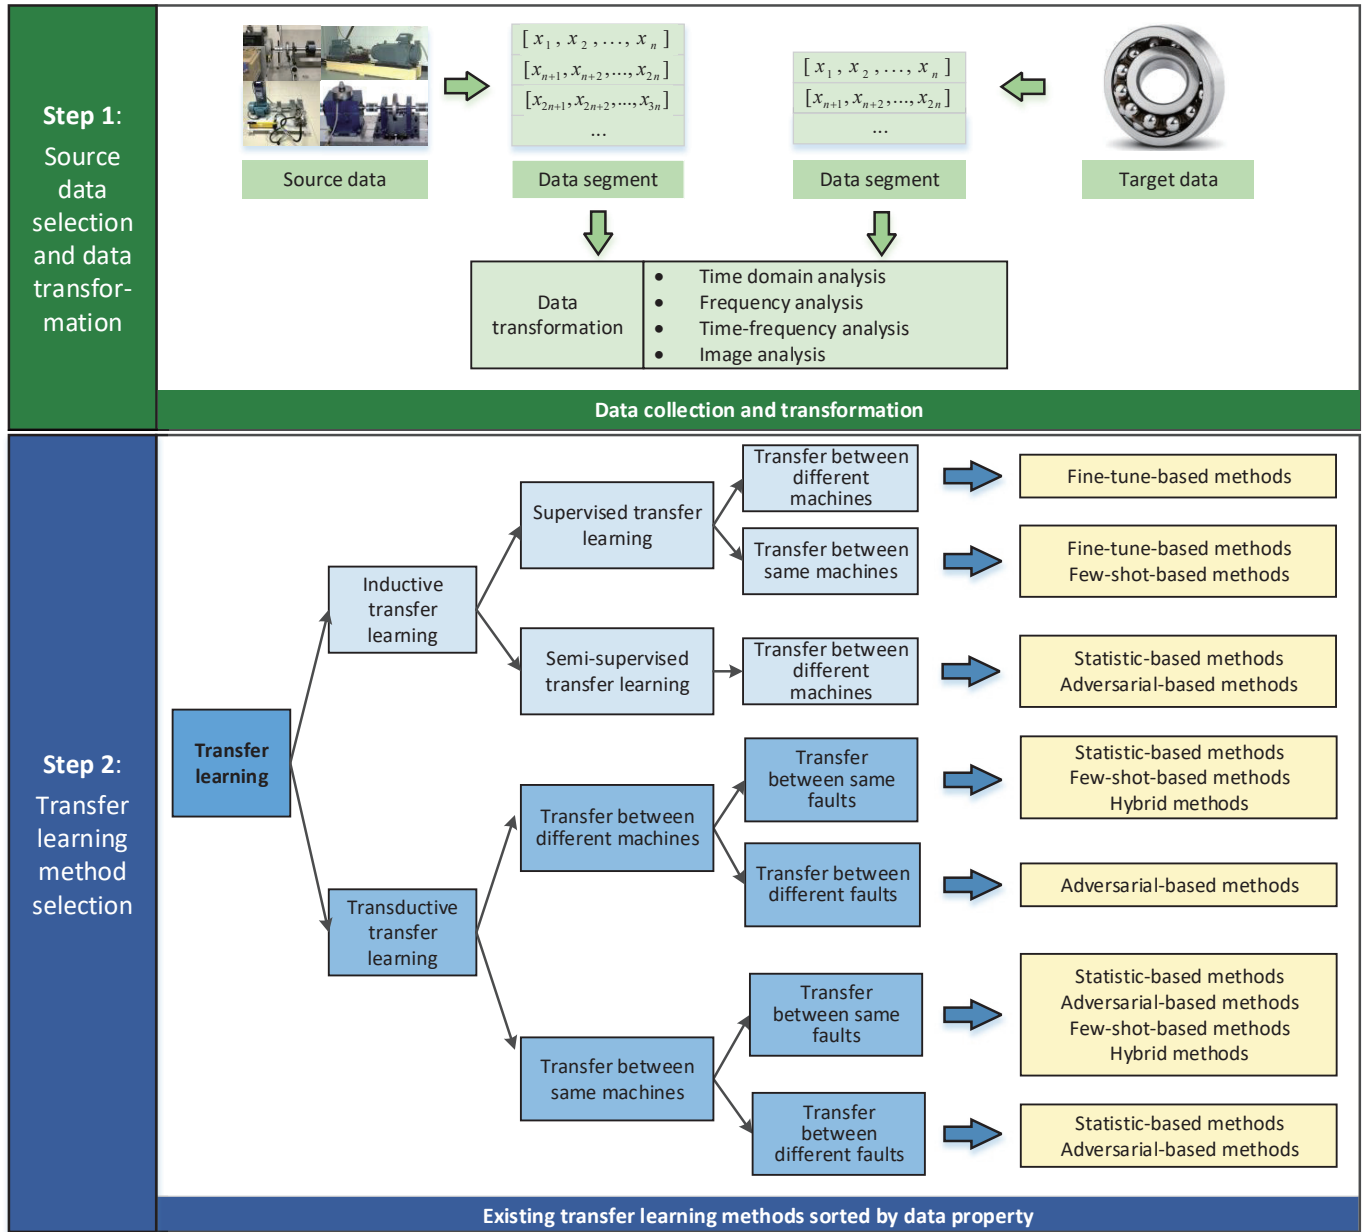 Step 1:
Source
data
selection
and data
transfor-
mation
[ x1 , x2 , ..., xn ]
[xn+1, xn+2, ..., x2n]
[x2n+1, x2n+2, ..., x3n]
...
[ x1 , x2 , ..., xn ]
[xn+1, xn+2, ..., x2n]
...
Source data
Data segment
Data segment
Target data
Data
transformation
• Time domain analysis
• Frequency analysis
• Time-frequency analysis
• Image analysis
Data collection and transformation
Step 2:
Transfer
learning
method
selection
Transfer
learning
Inductive
transfer
learning
Transductive
transfer
learning
Supervised transfer
learning
Semi-supervised
transfer learning
Transfer between
different machines
Transfer between
same machines
Transfer between
different
machines
Fine-tune-based methods
Transfer between
same machines
Fine-tune-based methods
Few-shot-based methods
Transfer between
different
machines
Statistic-based methods
Adversarial-based methods
Transfer
between same
faults
Statistic-based methods
Few-shot-based methods
Hybrid methods
Transfer between
different faults
Adversarial-based methods
Transfer
between same
faults
Statistic-based methods
Adversarial-based methods
Few-shot-based methods
Hybrid methods
Transfer
between
different faults
Statistic-based methods
Adversarial-based methods
Existing transfer learning methods sorted by data property